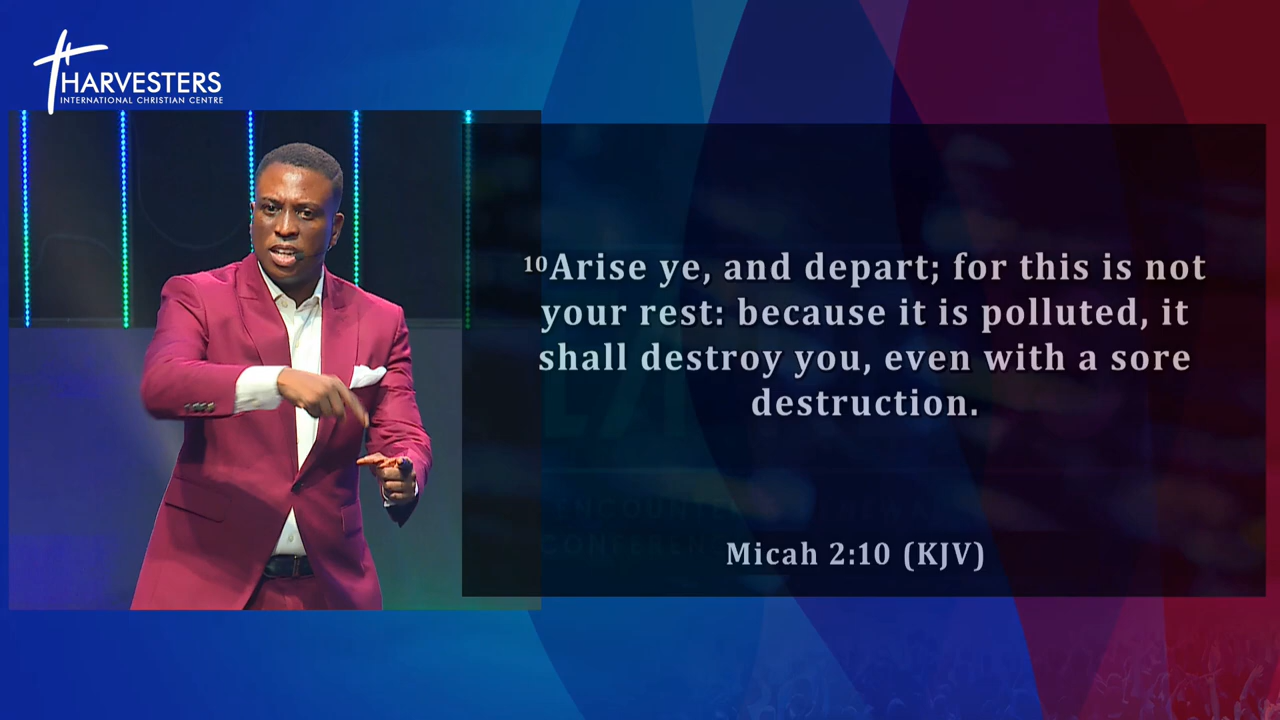 HARVESTERS
INTERNATIONAL CHRISTIAN CENTRE
10Arise ye, and depart; for this is not
your rest: because it is polluted, it
shall destroy you, even with a sore
destruction.
Micah 2:10 (KJV)